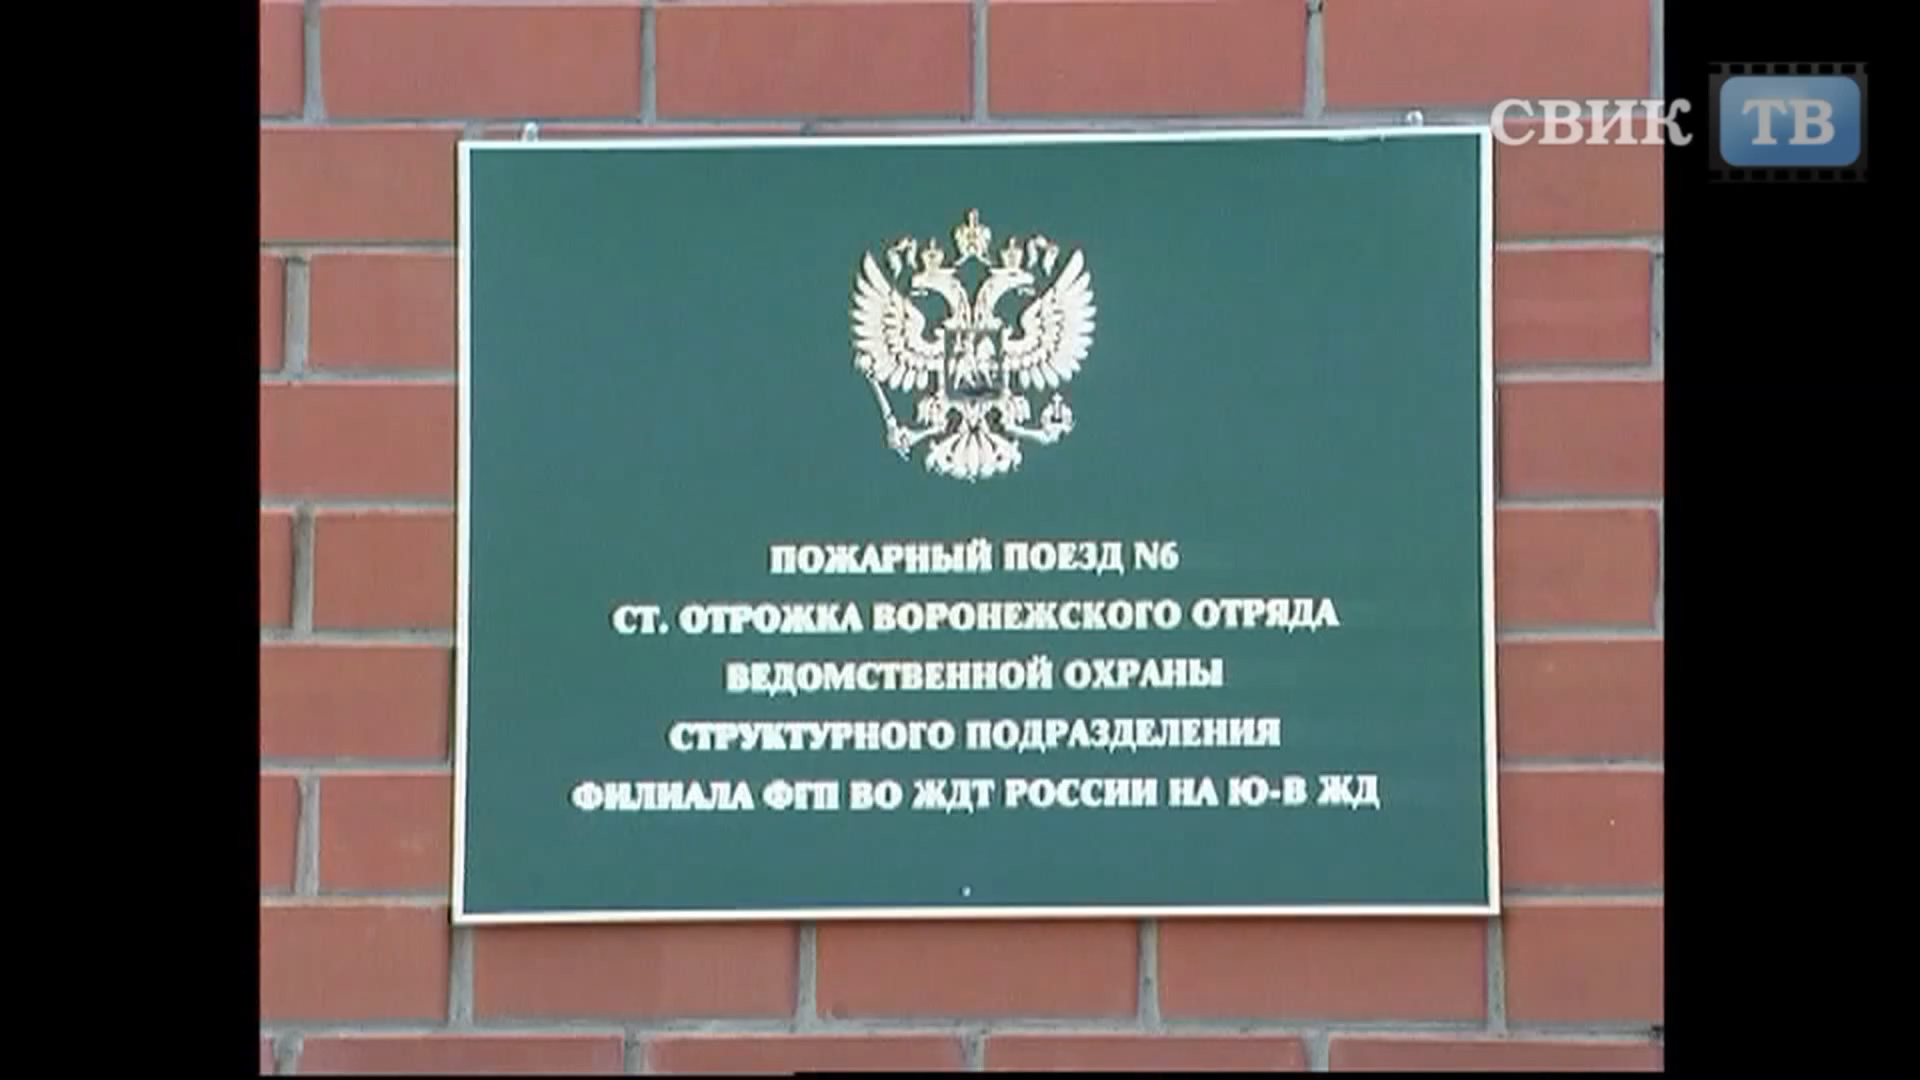 СВИК ТВ
ПОЖАРНЫЙ ПОЕЗД N6
СТ. ОТРОЖКА ВОРОНЕЖСКОГО ОТРЯДА
ВЕДОМСТВЕННОЙ ОХРАНЫ
СТРУКТУРНОГО ПОДРАЗДЕЛЕНИЯ
ФИЛИАЛА ФГП ВО ЖДТ РОССИИ НА Ю-В ЖД